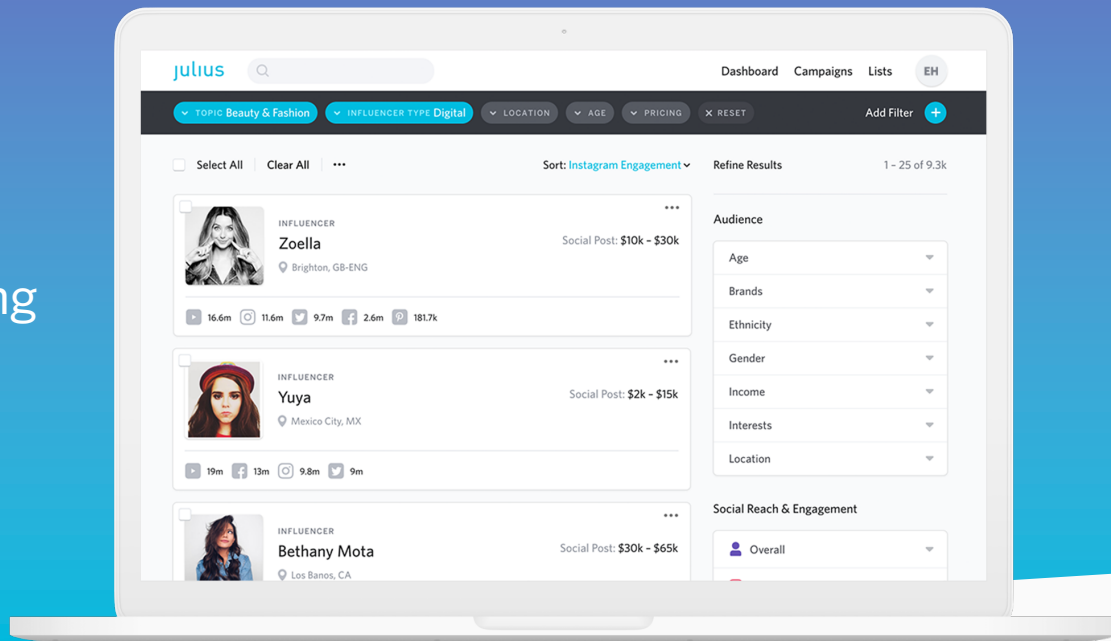 ng
julius
Dashboard Campaigns Lists EH
TOPIC Beauty & Fashion INFLUENCER TYPE Digital LOCATION AGE PRICING RESET Add Filter
Select All Clear All Sort: Instagram Engagement Refine Results 1 – 25 of 9.3k
INFLUENCER
Zoella
Social Post: $10k – $30k
Brighton, GB-ENG
16.6m 11.6m 9.7m 2.6m 181.7k
INFLUENCER
Yuya
Social Post: $2k – $15k
Mexico City, MX
19m 13m 9.8m 9m
INFLUENCER
Bethany Mota
Social Post: $30k – $65k
Los Banos, CA
Audience
Age
Brands
Ethnicity
Gender
Income
Interests
Location
Social Reach & Engagement
Overall